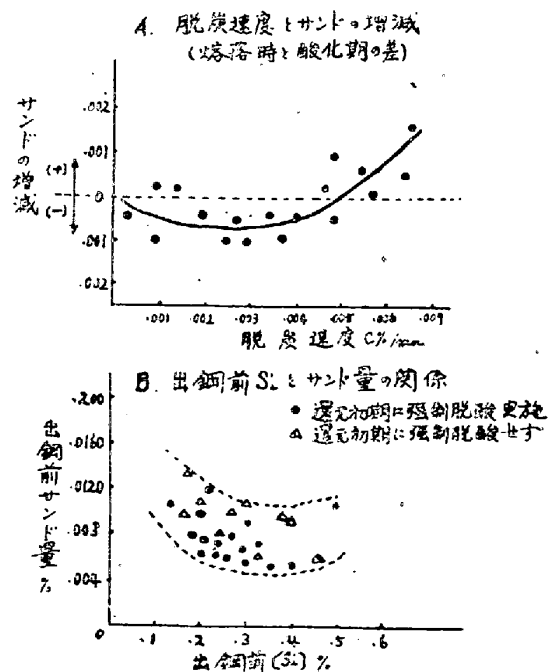 A. 脱炭速度とサンドの増減
(熔落時と酸化期の差)
サンドの増減
(+)
(-)
.002
.001
0
.001
.002
.001 .002 .003 .004 .005 .009
脱炭速度 C%/min
B. 出鋼前Siとサンド量の関係
● 還元初期に強制脱酸実施
△ 還元初期に強制脱酸せず
出鋼前サンド量 %
.200
.0160
.0120
.004
0
.1 .2 .3 .4 .5 .6
出鋼前(Si) %